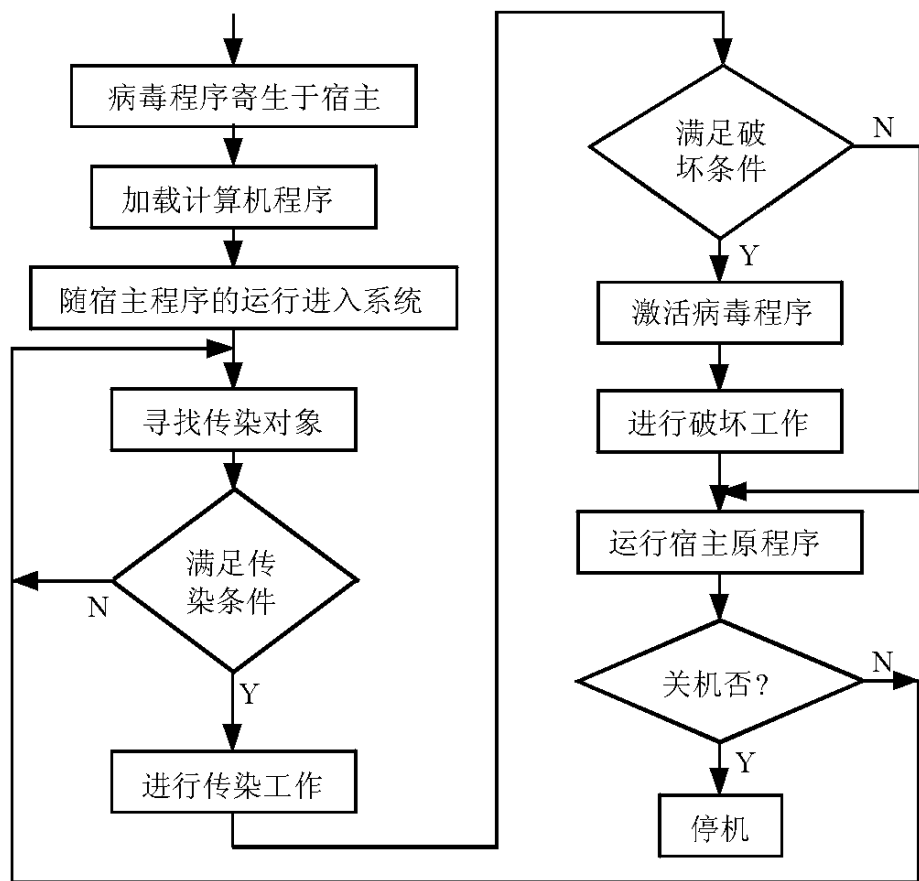 病毒程序寄生于宿主
加载计算机程序
随宿主程序的运行进入系统
寻找传染对象
满足传
染条件
N
Y
进行传染工作
满足破
坏条件
N
Y
激活病毒程序
进行破坏工作
运行宿主原程序
关机否?
N
Y
停机